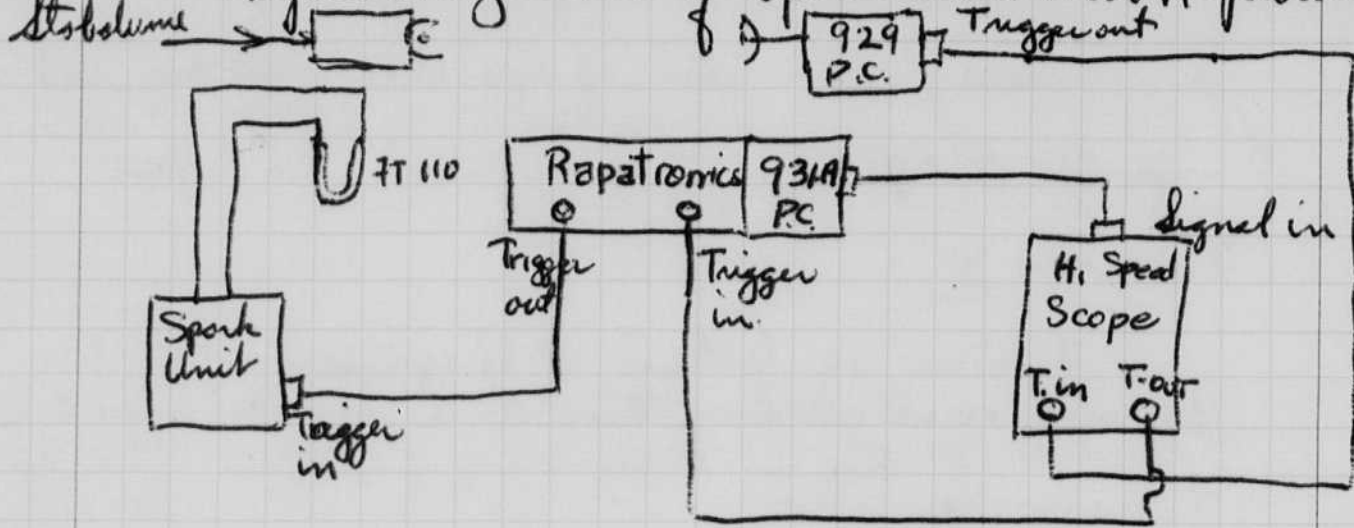 Trigger out
929
P.C.
FT 110
Rapatronics 931A
P.C.
Signal in
Trigger
out
Trigger
in.
Hi Speed
Scope
Spark
Unit
T. in T-out
Trigger
in